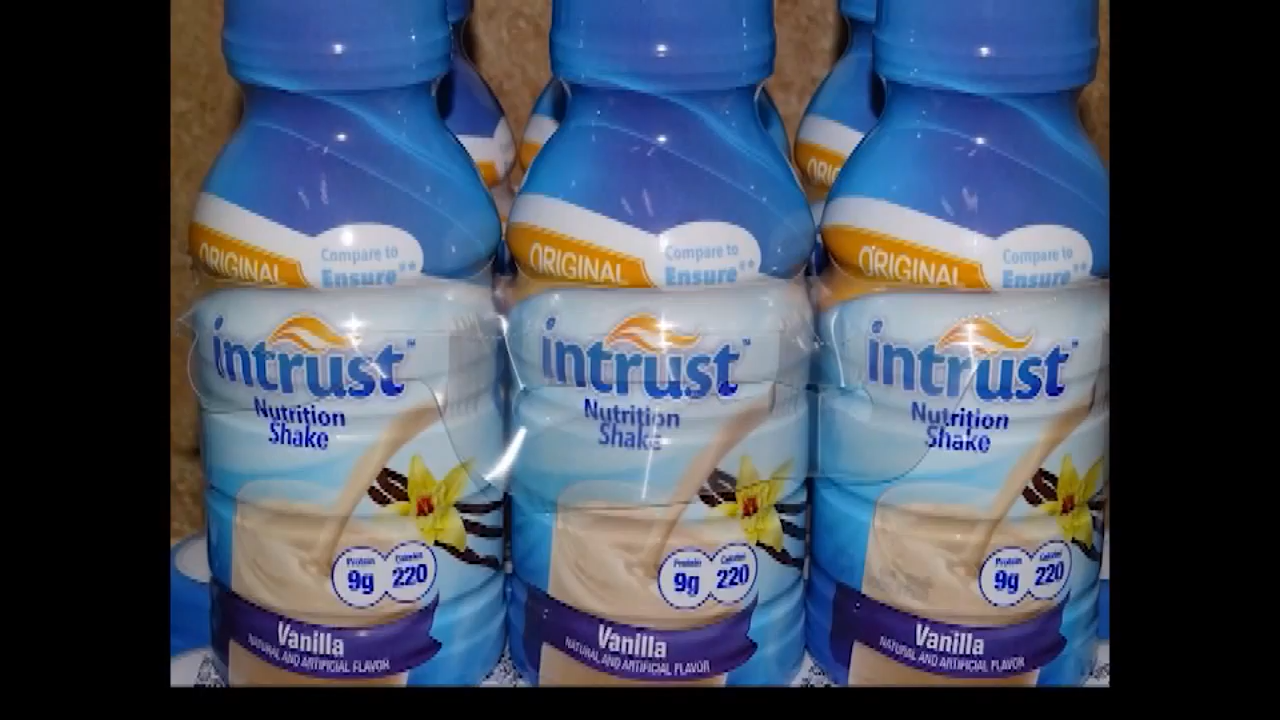 ORIGINAL
Compare to
Ensure**
intrust™
Nutrition
Shake
Protein
9g
Calories
220
Vanilla
NATURAL AND ARTIFICIAL FLAVOR
ORIGINAL
Compare to
Ensure**
intrust™
Nutrition
Shake
Protein
9g
Calories
220
Vanilla
NATURAL AND ARTIFICIAL FLAVOR
ORIG
ORIGINAL
Compare to
Ensure**
intrust™
Nutrition
Shake
Protein
9g
Calories
220
Vanilla
NATURAL AND ARTIFICIAL FLAVOR